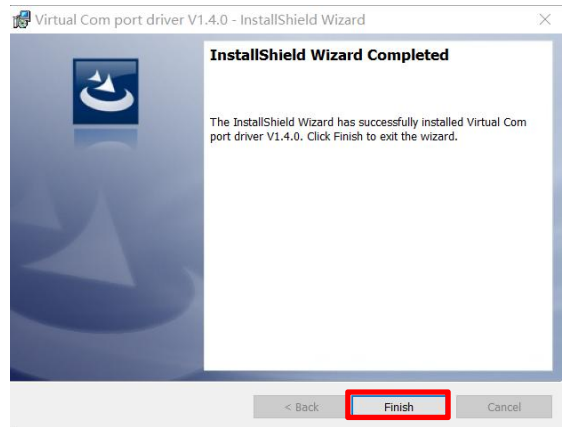 Virtual Com port driver V1.4.0 - InstallShield Wizard
InstallShield Wizard Completed
The InstallShield Wizard has successfully installed Virtual Com
port driver V1.4.0. Click Finish to exit the wizard.
< Back
Finish
Cancel